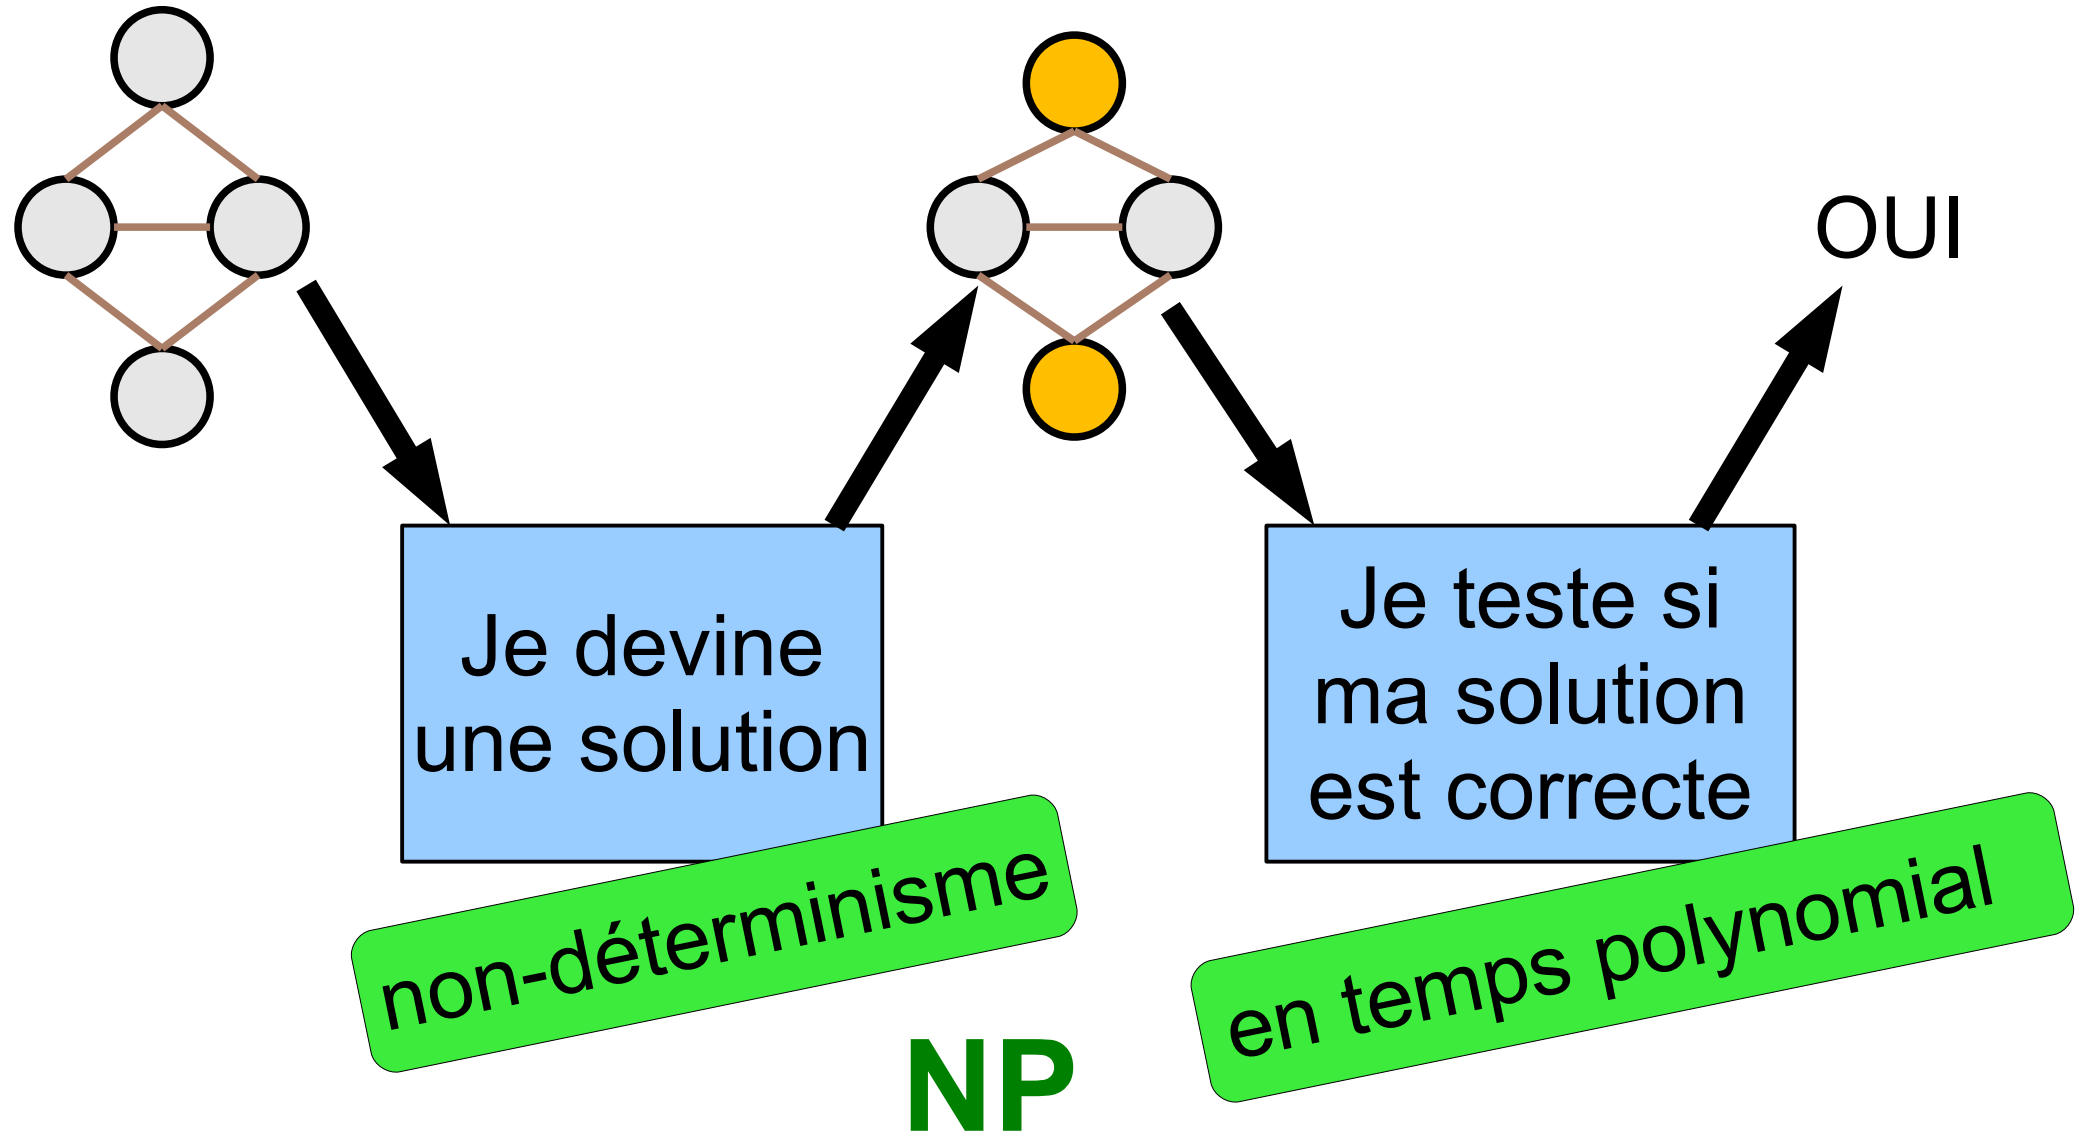 OUI
Je devine
une solution
Je teste si
ma solution
est correcte
non-déterminisme
en temps polynomial
NP